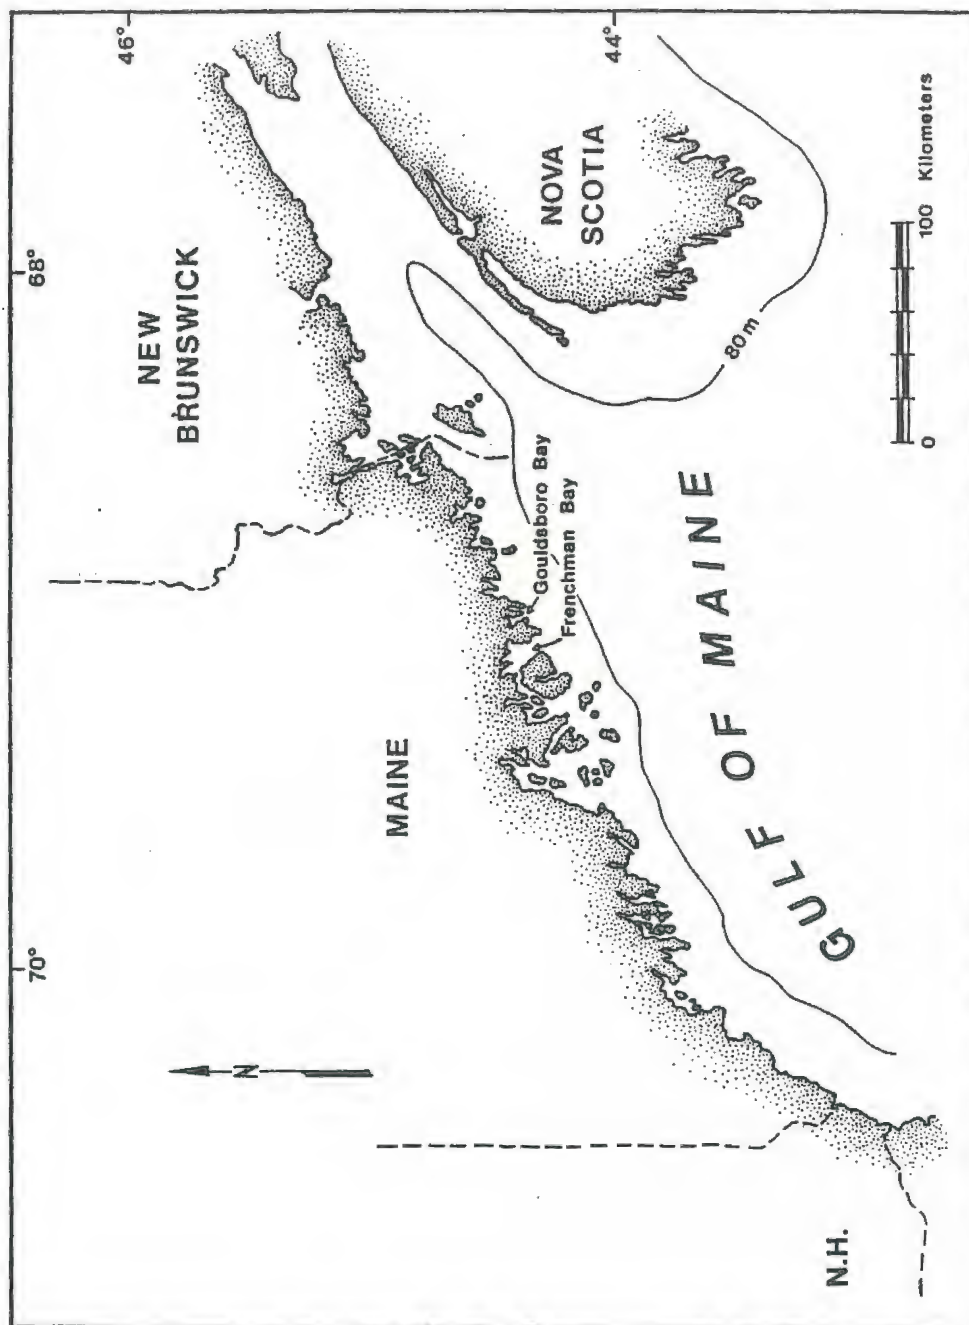 46°
44°
68°
70°
NEW
BRUNSWICK
NOVA
SCOTIA
MAINE
N.H.
N
Gouldsboro Bay
Frenchman Bay
80m
GULF OF MAINE
0
100
Kilometers